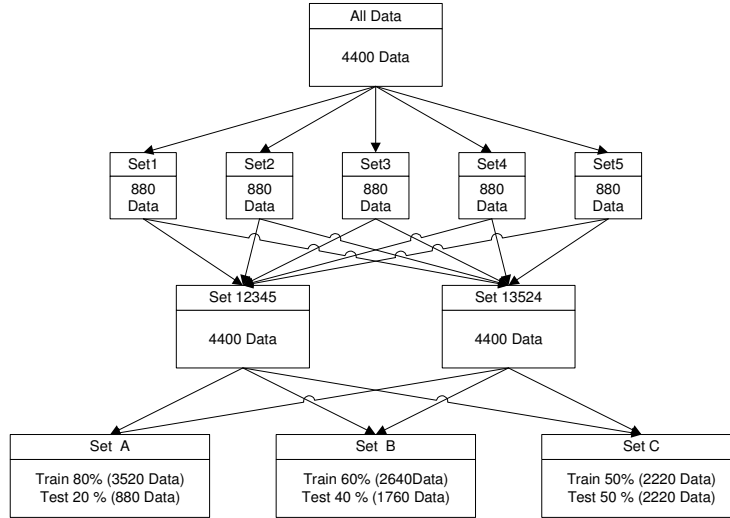 All Data
4400 Data
Set1
880
Data
Set2
880
Data
Set3
880
Data
Set4
880
Data
Set5
880
Data
Set 12345
4400 Data
Set 13524
4400 Data
Set A
Train 80% (3520 Data)
Test 20 % (880 Data)
Set B
Train 60% (2640Data)
Test 40 % (1760 Data)
Set C
Train 50% (2220 Data)
Test 50 % (2220 Data)